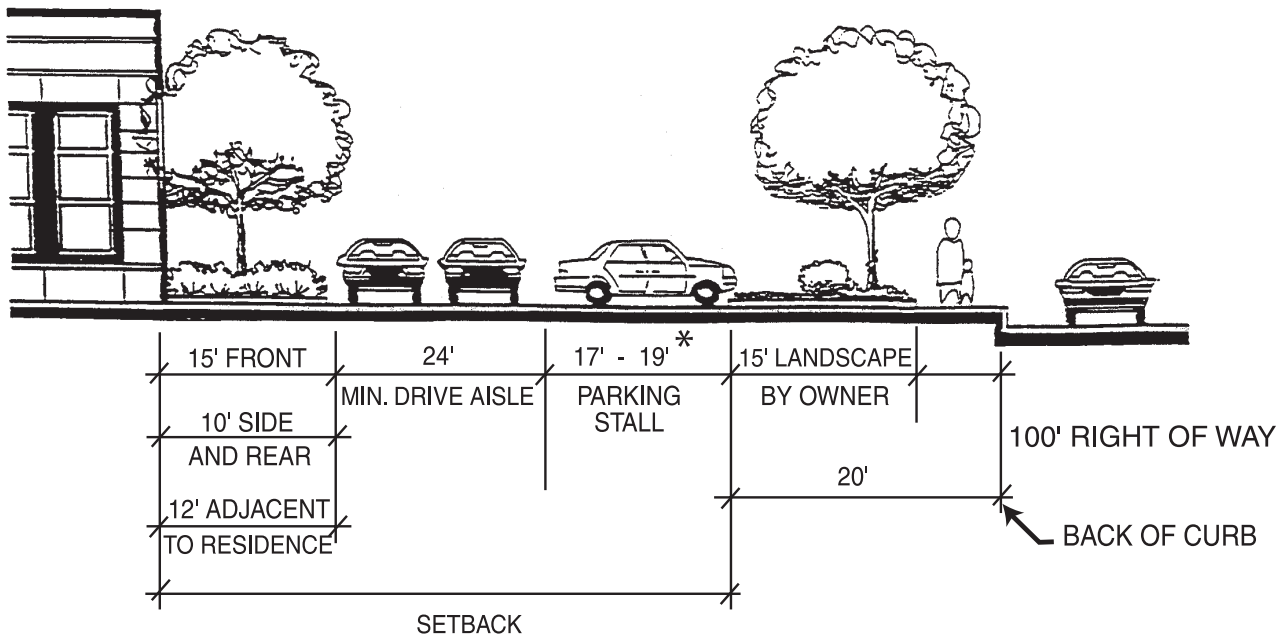 15' FRONT
24'
17' - 19' *
15' LANDSCAPE
MIN. DRIVE AISLE
PARKING
STALL
BY OWNER
10' SIDE
AND REAR
100' RIGHT OF WAY
20'
12' ADJACENT
TO RESIDENCE
BACK OF CURB
SETBACK